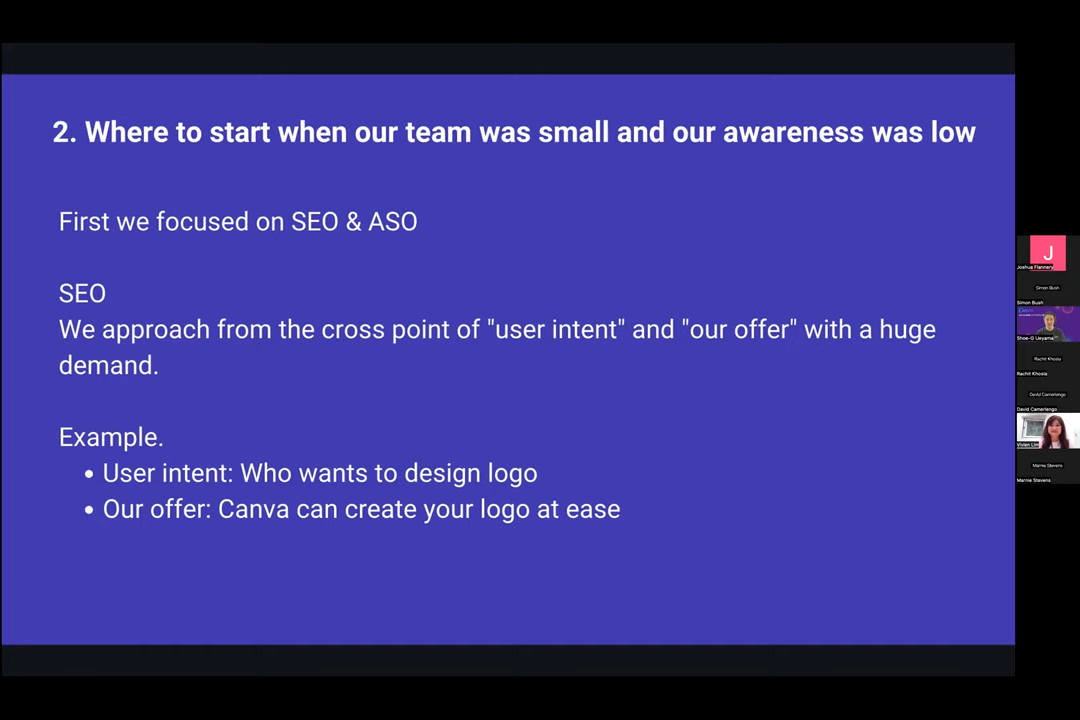 2. Where to start when our team was small and our awareness was low
First we focused on SEO & ASO
SEO
We approach from the cross point of "user intent" and "our offer" with a huge
demand.
Example.
• User intent: Who wants to design logo
• Our offer: Canva can create your logo at ease
J
Joshua Flannery
Simon Bush
Simon Bush
Shoe-G Ueyama
Rachit Khosla
Rachit Khosla
David Camerlengo
David Camerlengo
Vivien Lim
Marnie Stevens
Marnie Stevens